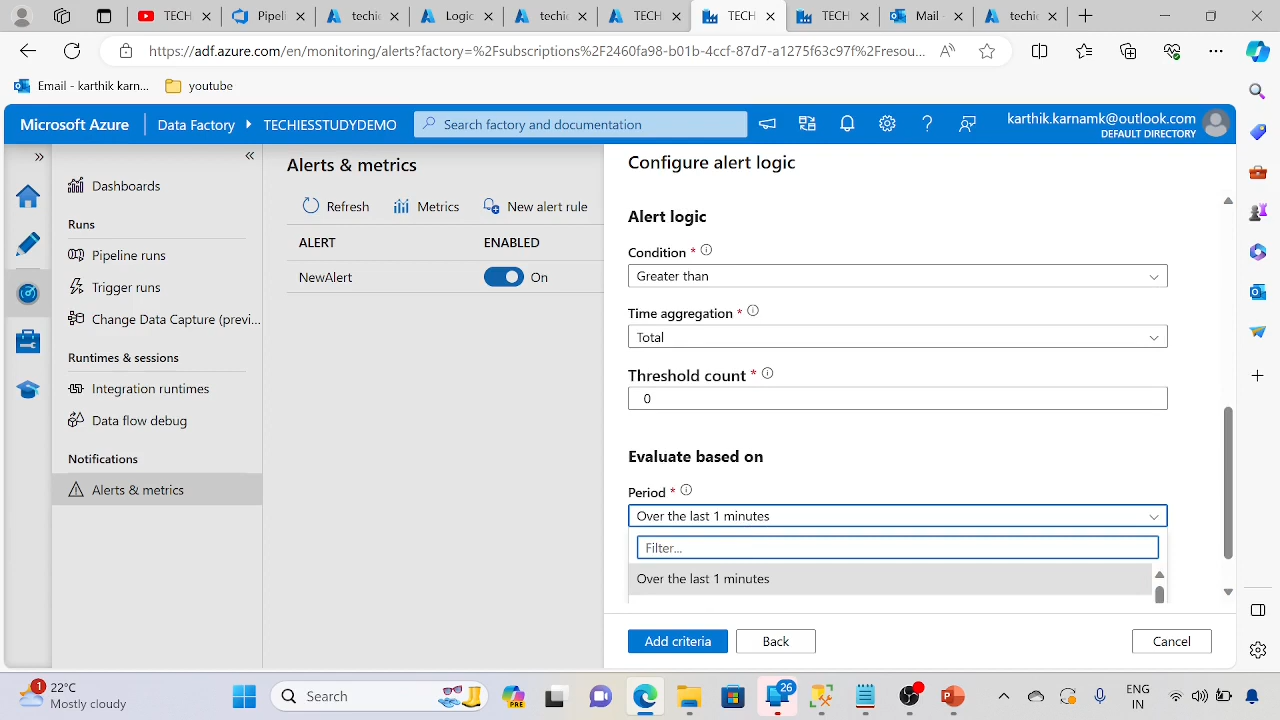 TECH
Pipeli
techie
Logic
techie
TECH
TECH
TECH
Mail -
techie
https://adf.azure.com/en/monitoring/alerts?factory=%2Fsubscriptions%2F2460fa98-b01b-4ccf-87d7-a1275f63c97f%2Fresou...
Email - karthik karn...
youtube
Microsoft Azure
Data Factory
TECHIESSTUDYDEMO
Search factory and documentation
karthik.karnamk@outlook.com
DEFAULT DIRECTORY
Dashboards
Runs
Pipeline runs
Trigger runs
Change Data Capture (previ...
Runtimes & sessions
Integration runtimes
Data flow debug
Notifications
Alerts & metrics
Alerts & metrics
Refresh
Metrics
New alert rule
ALERT
ENABLED
NewAlert
On
Configure alert logic
Alert logic
Condition *
Greater than
Time aggregation *
Total
Threshold count *
0
Evaluate based on
Period *
Over the last 1 minutes
Filter...
Over the last 1 minutes
Add criteria
Back
Cancel
1
22°C
Mostly cloudy
Search
PRE
26
ENG
IN